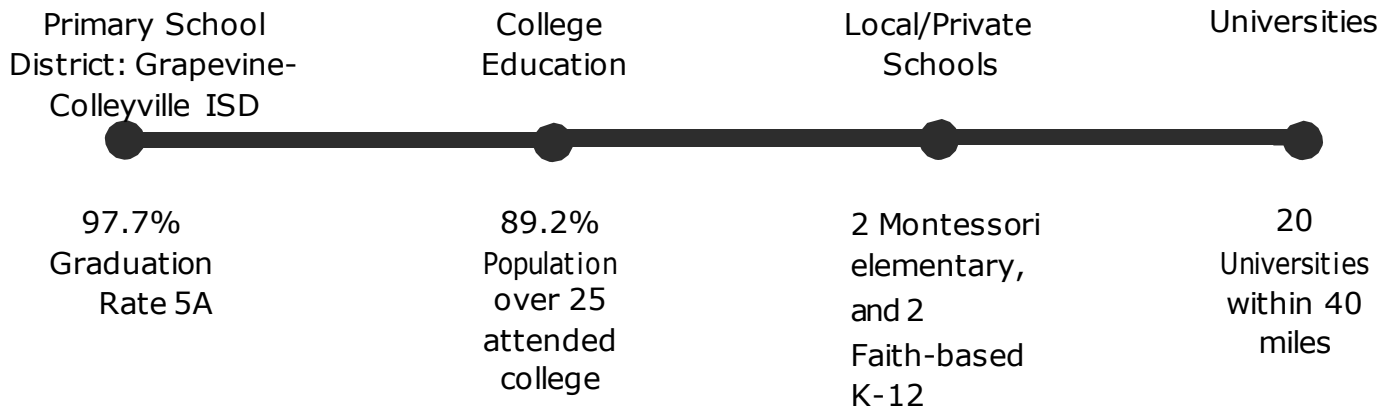 Primary School
District: Grapevine-
Colleyville ISD
College
Education
Local/Private
Schools
Universities
97.7%
Graduation
Rate 5A
89.2%
Population
over 25
attended
college
2 Montessori
elementary,
and 2
Faith-based
K-12
20
Universities
within 40
miles